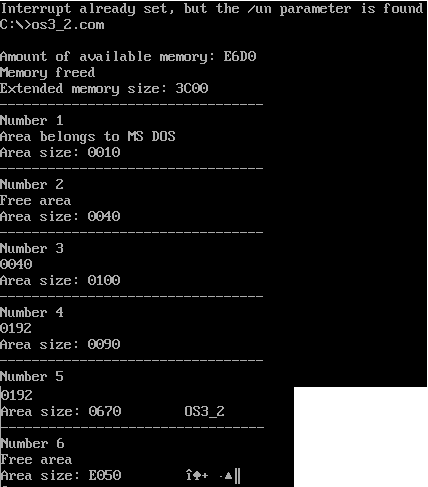 Interrupt already set, but the /un parameter is found
C:\>os3_2.com
Amount of available memory: E6D0
Memory freed
Extended memory size: 3C00
---------------------------------
Number 1
Area belongs to MS DOS
Area size: 0010
---------------------------------
Number 2
Free area
Area size: 0040
---------------------------------
Number 3
0040
Area size: 0100
---------------------------------
Number 4
0192
Area size: 0090
---------------------------------
Number 5
0192
Area size: 0670 OS3_2
---------------------------------
Number 6
Free area
Area size: E050 î♠+ ·▲‖